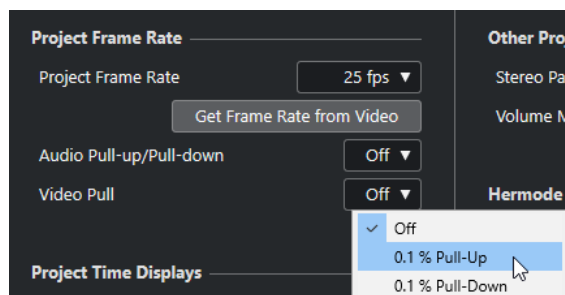 Project Frame Rate
Project Frame Rate 25 fps
Get Frame Rate from Video
Audio Pull-up/Pull-down Off
Video Pull Off
Off
0.1 % Pull-Up
0.1 % Pull-Down
Project Time Displays
Other
Stereo
Volume
Hermode